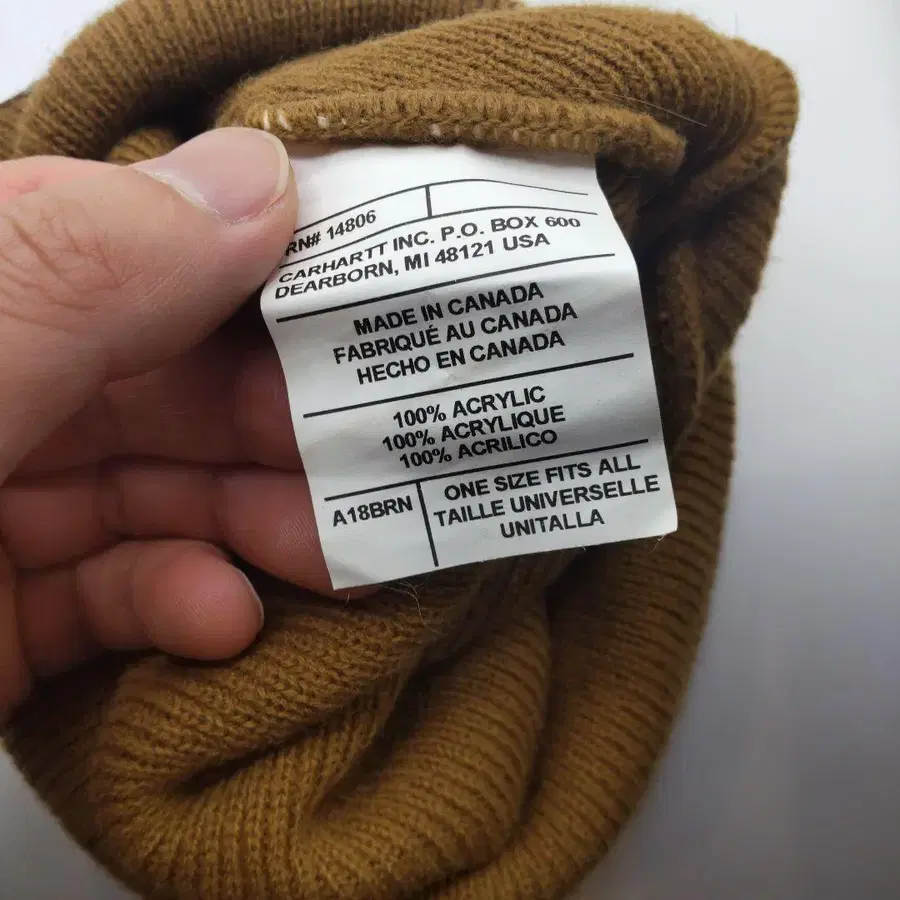 RN# 14806
CARHARTT INC. P.O. BOX 600
DEARBORN, MI 48121 USA
MADE IN CANADA
FABRIQUÉ AU CANADA
HECHO EN CANADA
100% ACRYLIC
100% ACRYLIQUE
100% ACRILICO
A18BRN
ONE SIZE FITS ALL
TAILLE UNIVERSELLE
UNITALLA